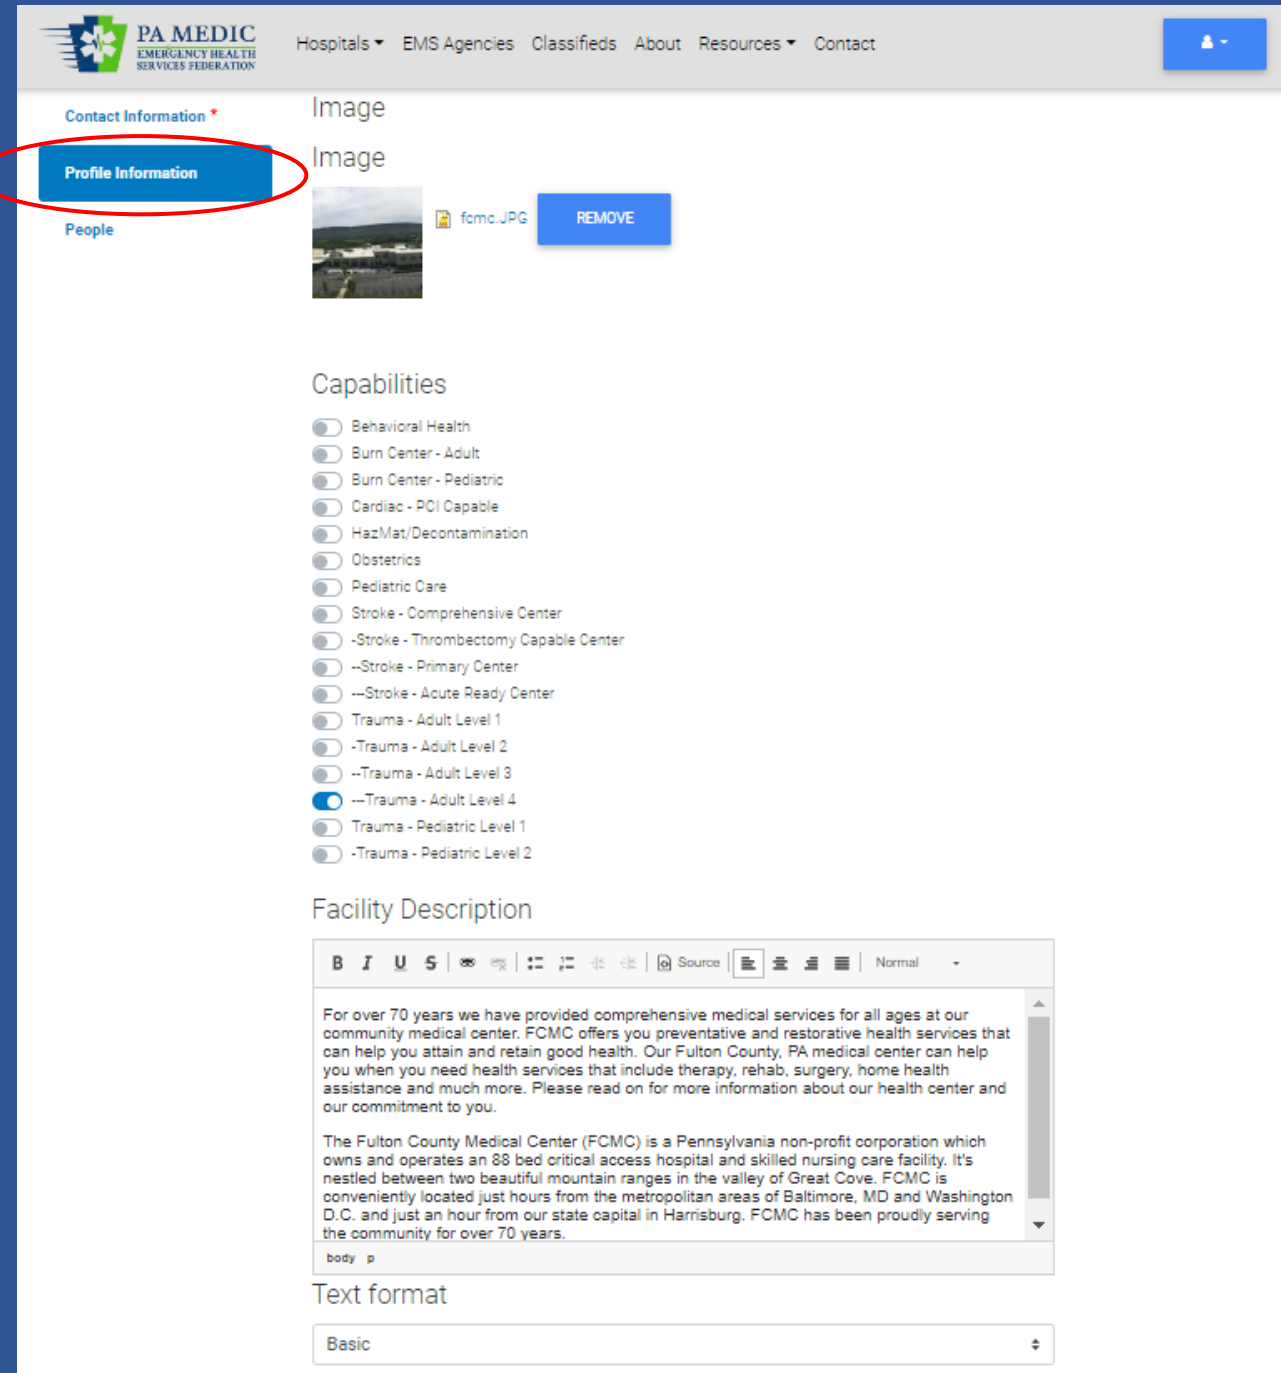 PA MEDIC
EMERGENCY HEALTH
SERVICES FEDERATION
Hospitals EMS Agencies Classifieds About Resources Contact
Contact Information *
Profile Information
People
Image
Image
fcmc.JPG REMOVE
Capabilities
Behavioral Health
Burn Center - Adult
Burn Center - Pediatric
Cardiac - PCI Capable
HazMat/Decontamination
Obstetrics
Pediatric Care
Stroke - Comprehensive Center
-Stroke - Thrombectomy Capable Center
--Stroke - Primary Center
---Stroke - Acute Ready Center
Trauma - Adult Level 1
-Trauma - Adult Level 2
--Trauma - Adult Level 3
---Trauma - Adult Level 4
Trauma - Pediatric Level 1
-Trauma - Pediatric Level 2
Facility Description
B I U S Source Normal
For over 70 years we have provided comprehensive medical services for all ages at our
community medical center. FCMC offers you preventative and restorative health services that
can help you attain and retain good health. Our Fulton County, PA medical center can help
you when you need health services that include therapy, rehab, surgery, home health
assistance and much more. Please read on for more information about our health center and
our commitment to you.
The Fulton County Medical Center (FCMC) is a Pennsylvania non-profit corporation which
owns and operates an 88 bed critical access hospital and skilled nursing care facility. It's
nestled between two beautiful mountain ranges in the valley of Great Cove. FCMC is
conveniently located just hours from the metropolitan areas of Baltimore, MD and Washington
D.C. and just an hour from our state capital in Harrisburg. FCMC has been proudly serving
the community for over 70 years.
body p
Text format
Basic